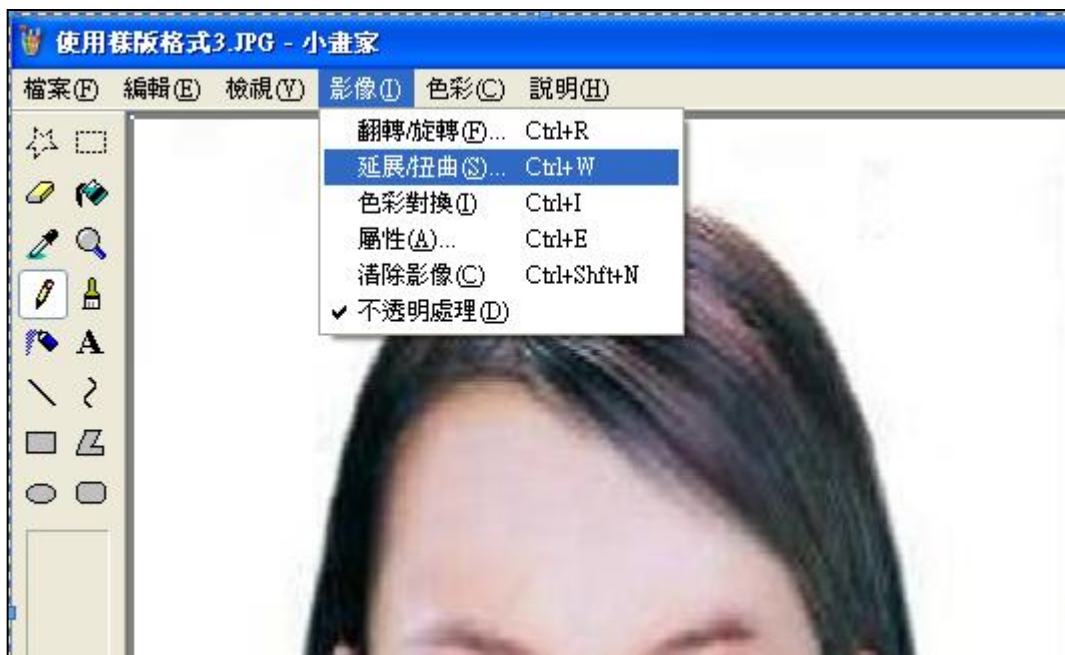 使用樣版格式3.JPG - 小畫家
檔案(F) 編輯(E) 檢視(V) 影像(I) 色彩(C) 說明(H)
翻轉/旋轉(F)... Ctrl+R
延展/扭曲(S)... Ctrl+W
色彩對換(I) Ctrl+I
屬性(A)... Ctrl+E
清除影像(C) Ctrl+Shft+N
✓ 不透明處理(D)
A